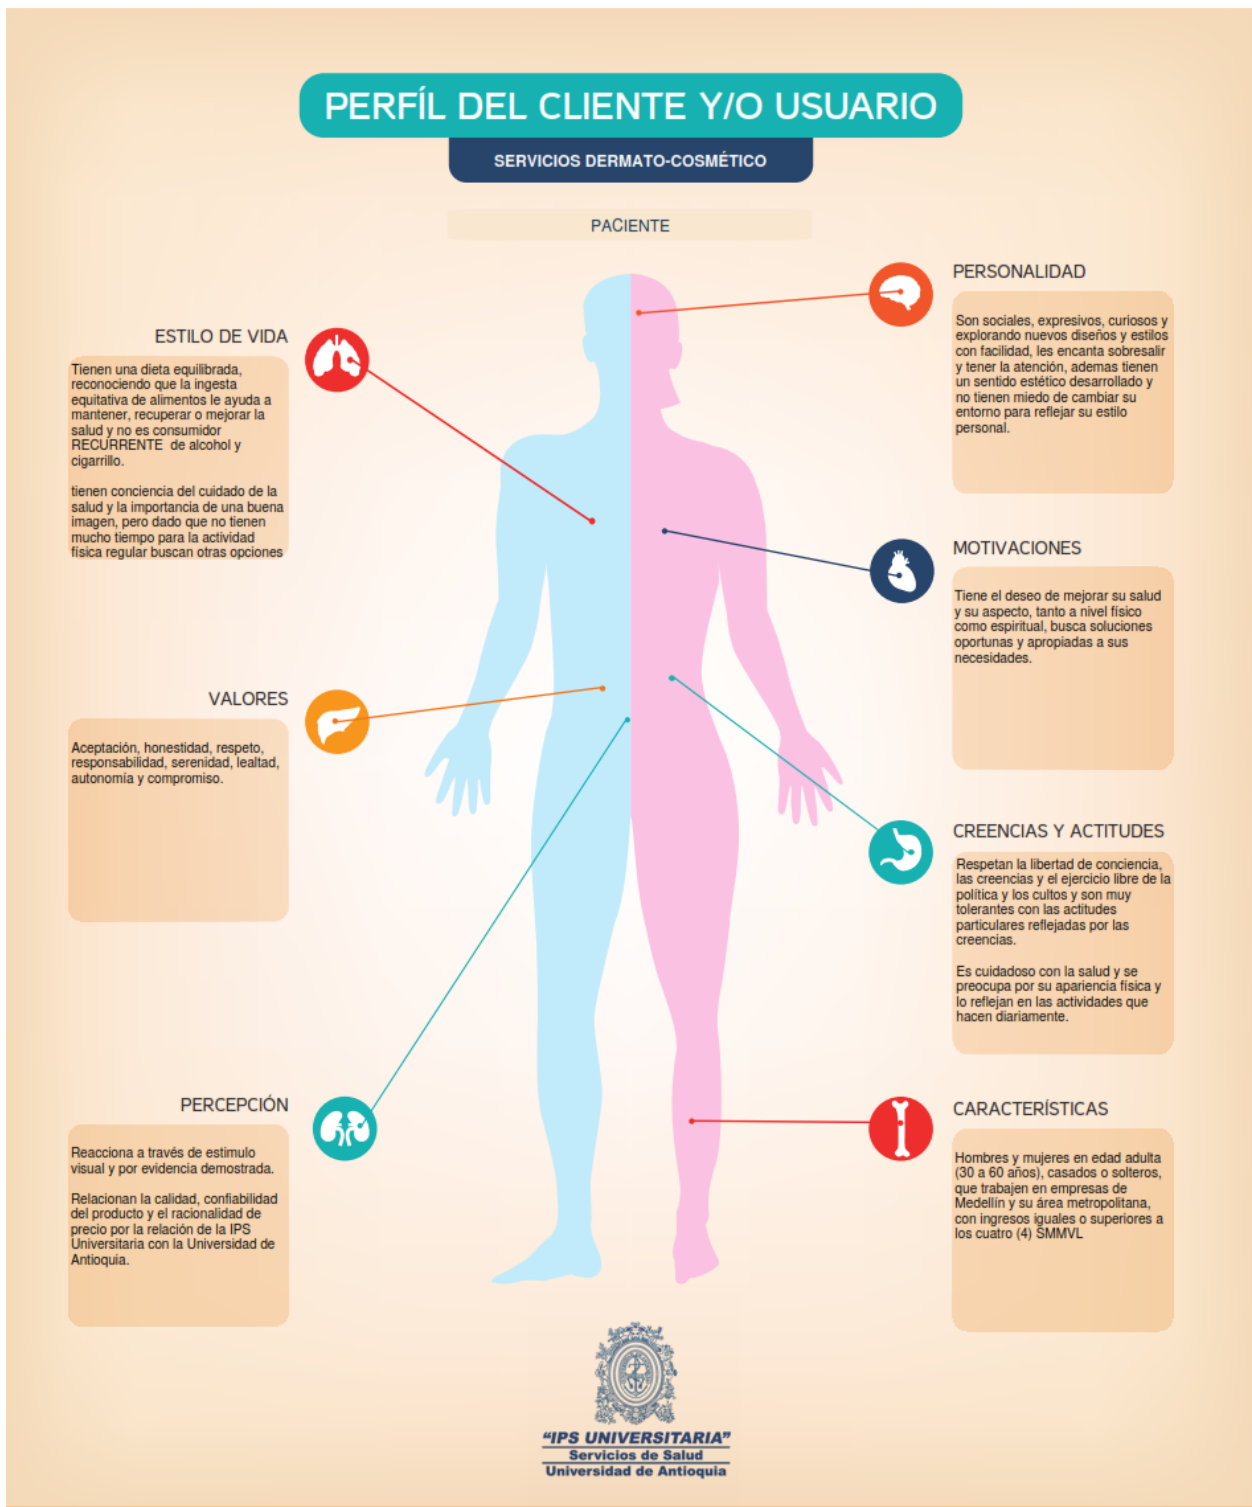 PERFÍL DEL CLIENTE Y/O USUARIO
SERVICIOS DERMATO-COSMÉTICO
PACIENTE
ESTILO DE VIDA
Tienen una dieta equilibrada,
reconociendo que la ingesta
equitativa de alimentos le ayuda a
mantener, recuperar o mejorar la
salud y no es consumidor
RECURRENTE de alcohol y
cigarrillo.
tienen conciencia del cuidado de la
salud y la importancia de una buena
imagen, pero dado que no tienen
mucho tiempo para la actividad
física regular buscan otras opciones
VALORES
Aceptación, honestidad, respeto,
responsabilidad, serenidad, lealtad,
autonomía y compromiso.
PERCEPCIÓN
Reacciona a través de estimulo
visual y por evidencia demostrada.
Relacionan la calidad, confiabilidad
del producto y el racionalidad de
precio por la relación de la IPS
Universitaria con la Universidad de
Antioquia.
PERSONALIDAD
Son sociales, expresivos, curiosos y
explorando nuevos diseños y estilos
con facilidad, les encanta sobresalir
y tener la atención, ademas tienen
un sentido estético desarrollado y
no tienen miedo de cambiar su
entorno para reflejar su estilo
personal.
MOTIVACIONES
Tiene el deseo de mejorar su salud
y su aspecto, tanto a nivel físico
como espiritual, busca soluciones
oportunas y apropiadas a sus
necesidades.
CREENCIAS Y ACTITUDES
Respetan la libertad de conciencia,
las creencias y el ejercicio libre de la
política y los cultos y son muy
tolerantes con las actitudes
particulares reflejadas por las
creencias.
Es cuidadoso con la salud y se
preocupa por su apariencia física y
lo reflejan en las actividades que
hacen diariamente.
CARACTERÍSTICAS
Hombres y mujeres en edad adulta
(30 a 60 años), casados o solteros,
que trabajen en empresas de
Medellín y su área metropolitana,
con ingresos iguales o superiores a
los cuatro (4) SMMVL
"IPS UNIVERSITARIA"
Servicios de Salud
Universidad de Antioquia